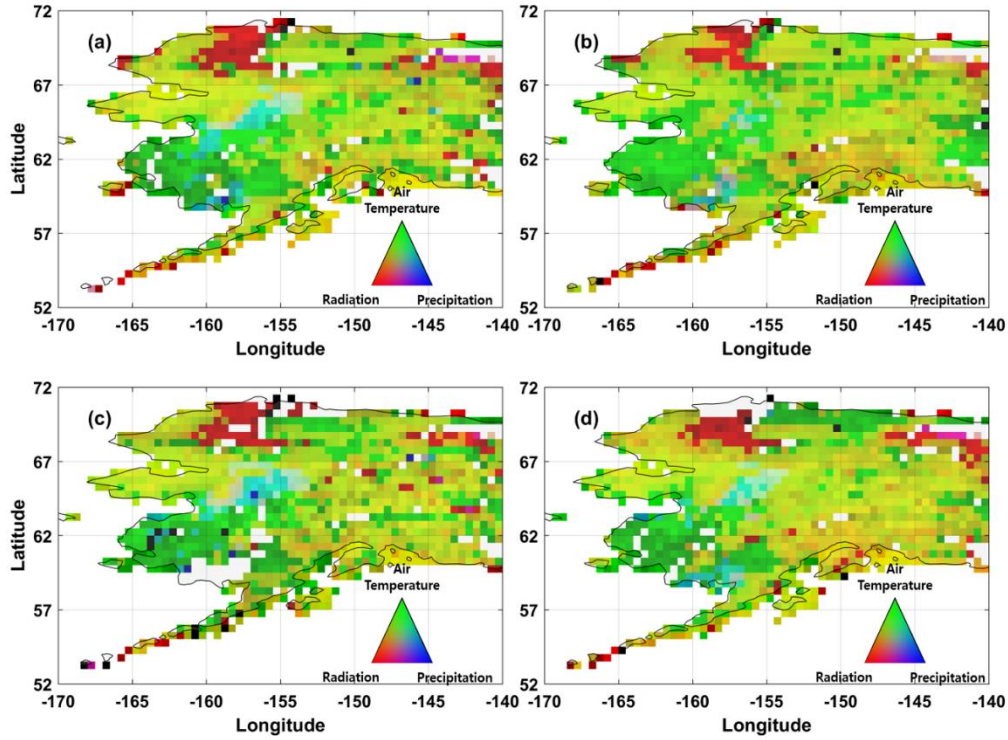 72
(a)
67
Latitude
62
57
52
Air
Temperature
Radiation
Precipitation
-170
-165
-160
-155
-150
-145
-140
Longitude
72
(b)
67
62
57
52
Air
Temperature
Radiation
Precipitation
-170
-165
-160
-155
-150
-145
-140
Longitude
72
(c)
67
Latitude
62
57
52
Air
Temperature
Radiation
Precipitation
-170
-165
-160
-155
-150
-145
-140
Longitude
72
(d)
67
62
57
52
Air
Temperature
Radiation
Precipitation
-170
-165
-160
-155
-150
-145
-140
Longitude